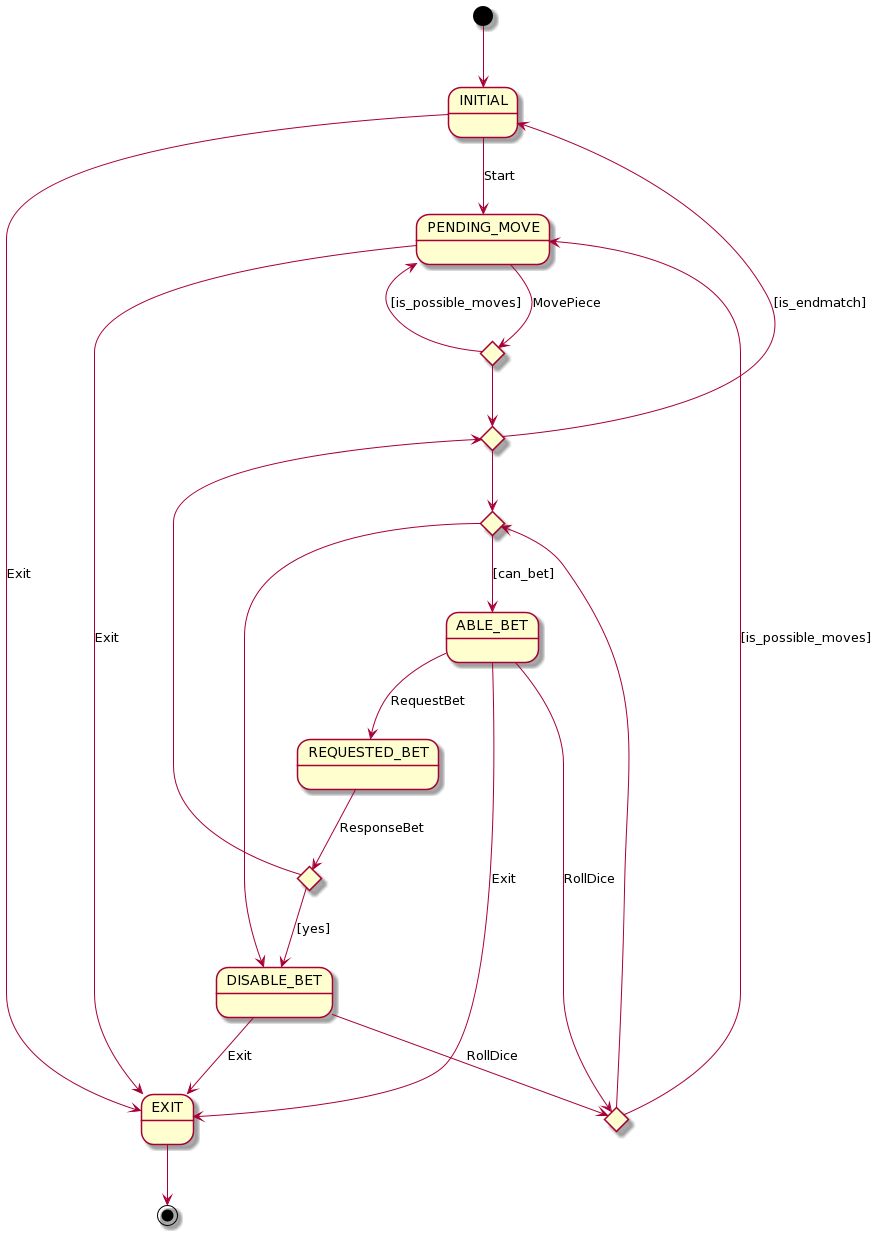 INITIAL
Start
PENDING_MOVE
[is_possible_moves]
MovePiece
[is_endmatch]
Exit
[can_bet]
ABLE_BET
Exit
[is_possible_moves]
RequestBet
REQUESTED_BET
ResponseBet
Exit
RollDice
[yes]
DISABLE_BET
Exit
RollDice
EXIT